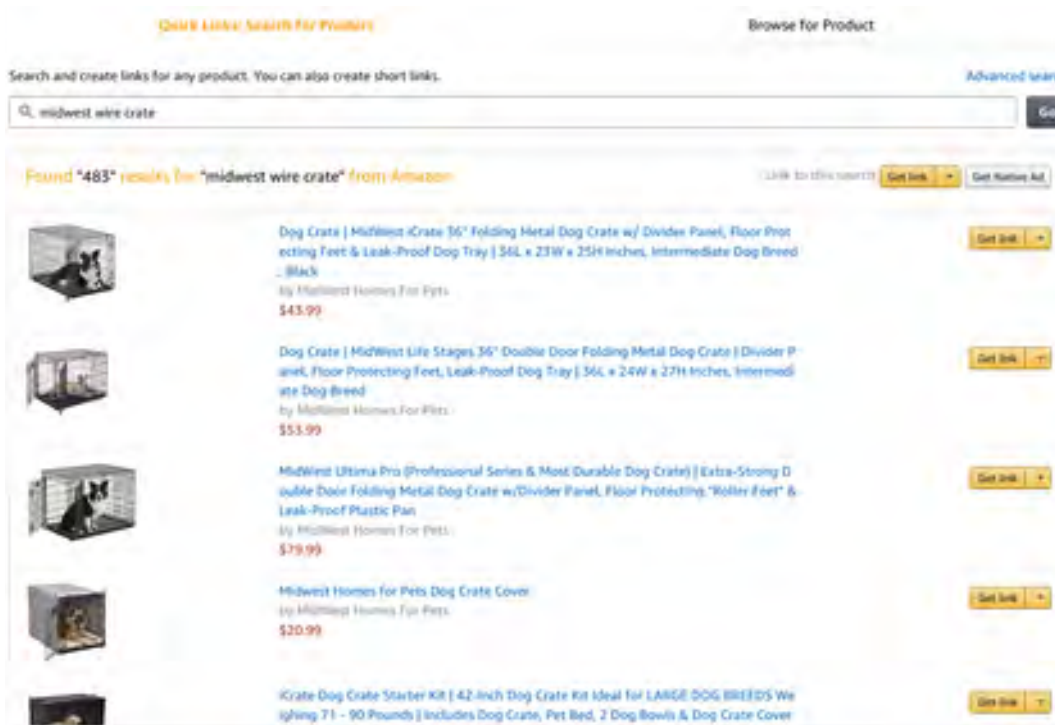 Quick Links: Search for Product
Browse for Product
Search and create links for any product. You can also create short links.
Advanced sear
midwest wire crate
Go
Found "483" results for "midwest wire crate" from Amazon
Link to this search
Get link
Get Native Ad
Dog Crate | MidWest iCrate 36" Folding Metal Dog Crate w/ Divider Panel, Floor Prot
ecting Feet & Leak-Proof Dog Tray | 36L x 23W x 25H Inches, Intermediate Dog Breed
, Black
by MidWest Homes For Pets
$43.99
Get link
Dog Crate | MidWest Life Stages 36" Double Door Folding Metal Dog Crate | Divider P
anel, Floor Protecting Feet, Leak-Proof Dog Tray | 36L x 24W x 27H Inches, Intermedi
ate Dog Breed
by MidWest Homes For Pets
$53.99
Get link
MidWest Ultima Pro (Professional Series & Most Durable Dog Crate) | Extra-Strong D
ouble Door Folding Metal Dog Crate w/Divider Panel, Floor Protecting "Roller Feet" &
Leak-Proof Plastic Pan
by MidWest Homes For Pets
$79.99
Get link
Midwest Homes for Pets Dog Crate Cover
by MidWest Homes For Pets
$20.99
Get link
iCrate Dog Crate Starter Kit | 42-Inch Dog Crate Kit Ideal for LARGE DOG BREEDS We
ighing 71 - 90 Pounds | Includes Dog Crate, Pet Bed, 2 Dog Bowls & Dog Crate Cover
Get link